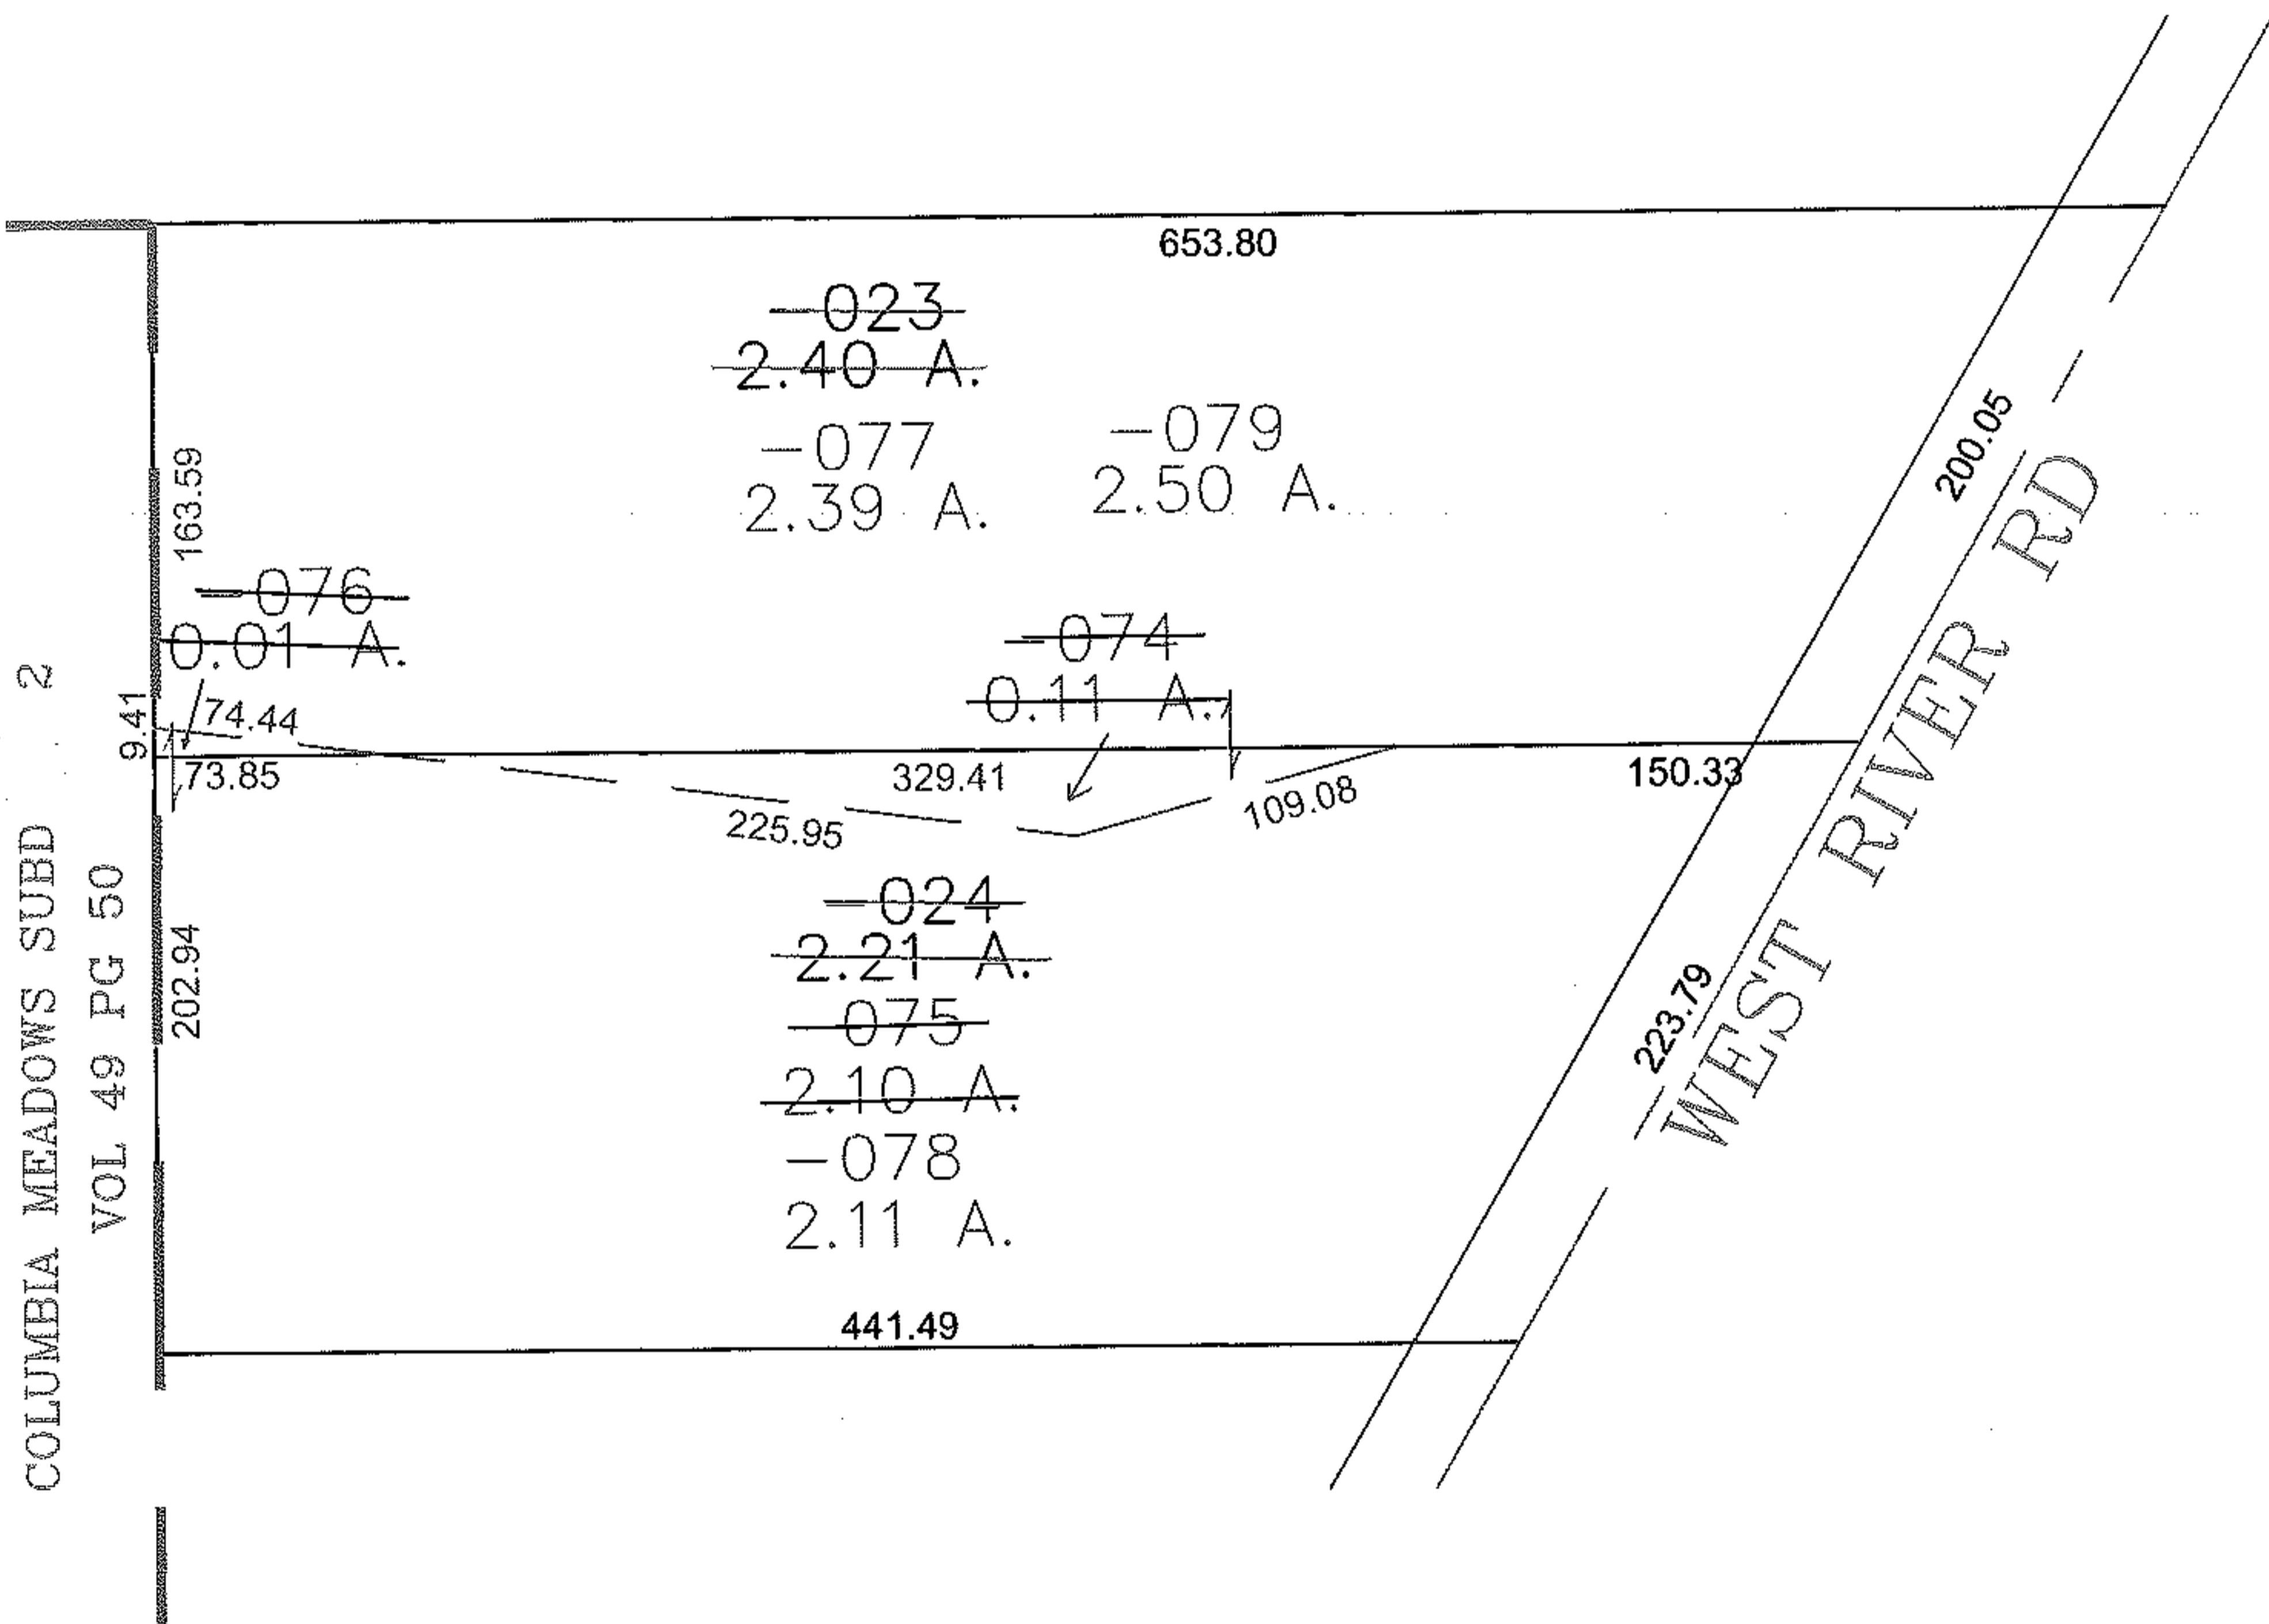 653.80
-023
2.40 A.
-077
2.39 A.
-079
2.50 A.
200.05
163.59
-076
0.01 A.
-074
0.11 A.
9.41
74.44
73.85
329.41
150.33
225.95
109.08
-024
2.21 A.
-075
2.10 A.
-078
2.11 A.
202.94
223.79
WEST RIVER RD
441.49
COLUMBIA MEADOWS SUBD 2
VOL 49 PG 50